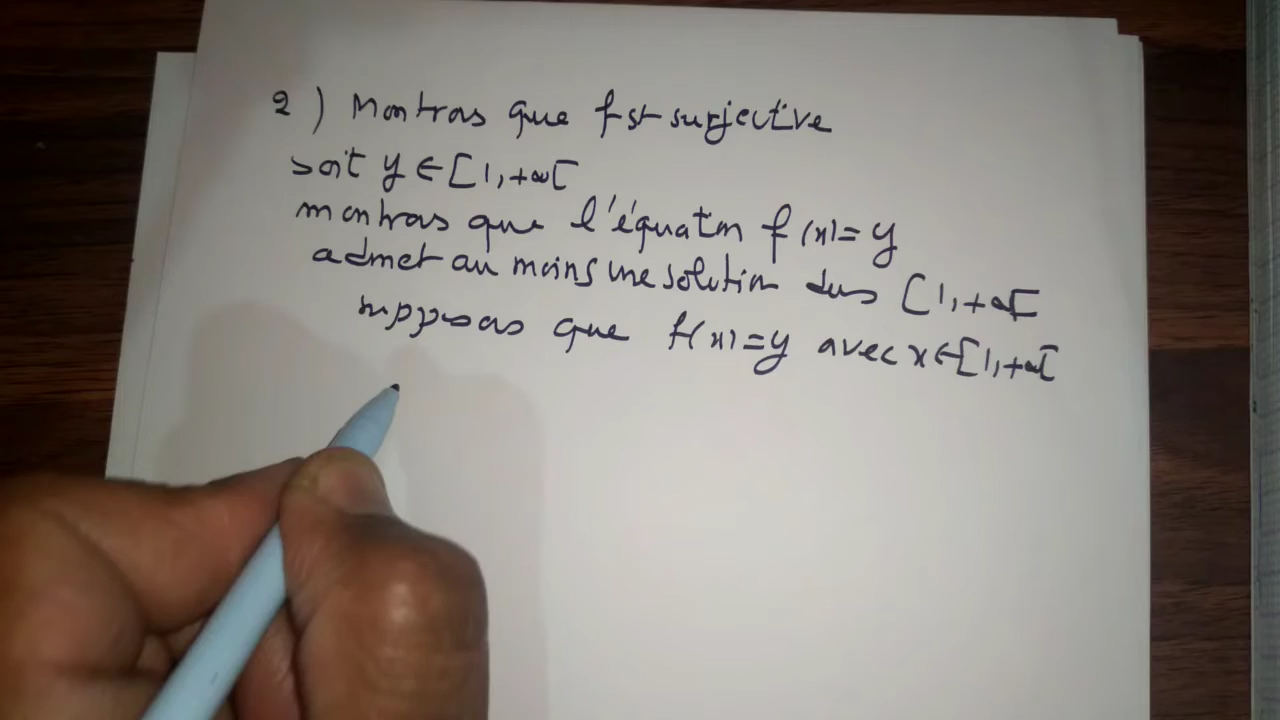 2) Montrons que f est surjective
soit y ∈ [1, +∞[
montrons que l'équation f(x) = y
admet au moins une solution dans [1, +∞[
supposons que f(x) = y avec x ∈ [1, +∞[